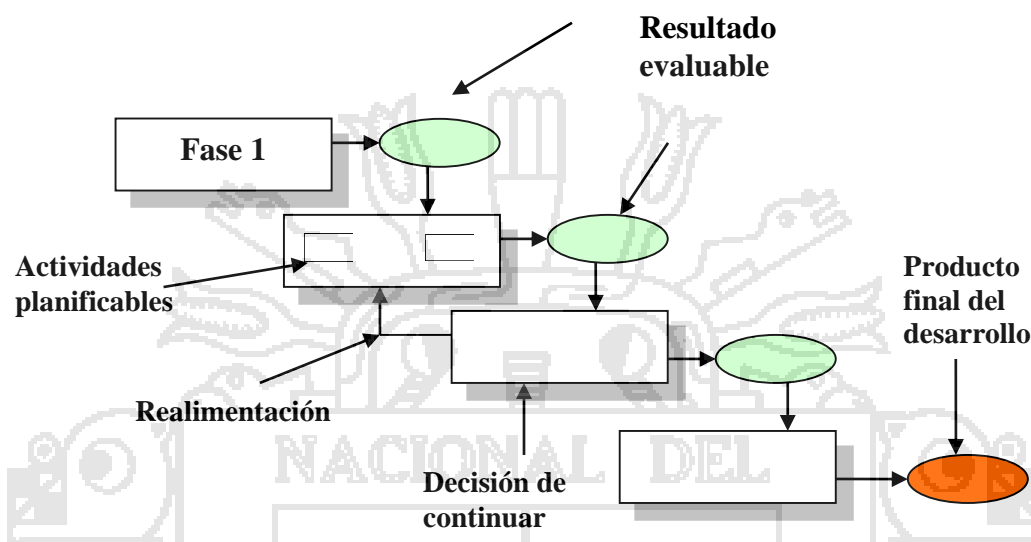 Resultado
evaluable
Fase 1
Actividades
planificables
Producto
final del
desarrollo
Realimentación
NACIONAL DEL
Decisión de
continuar